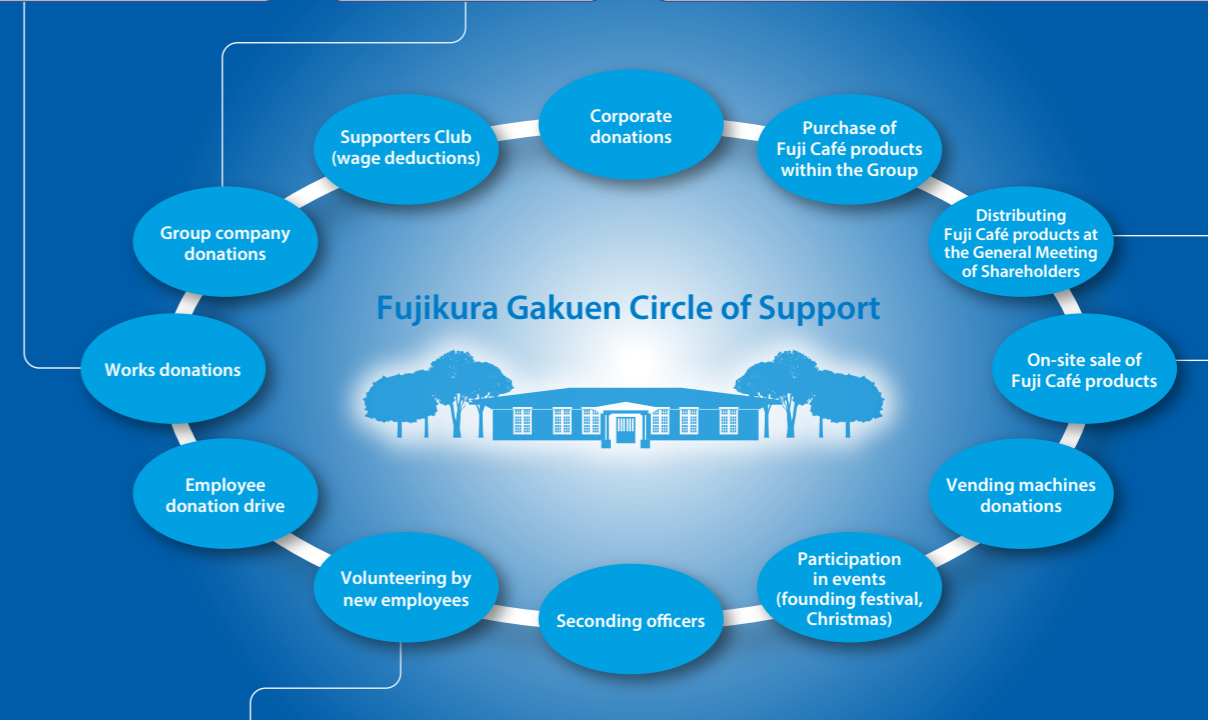 Corporate
donations
Purchase of
Fuji Café products
within the Group
Distributing
Fuji Café products at
the General Meeting
of Shareholders
On-site sale of
Fuji Café products
Vending machines
donations
Participation
in events
(founding festival,
Christmas)
Seconding officers
Volunteering by
new employees
Employee
donation drive
Works donations
Group company
donations
Supporters Club
(wage deductions)
Fujikura Gakuen Circle of Support